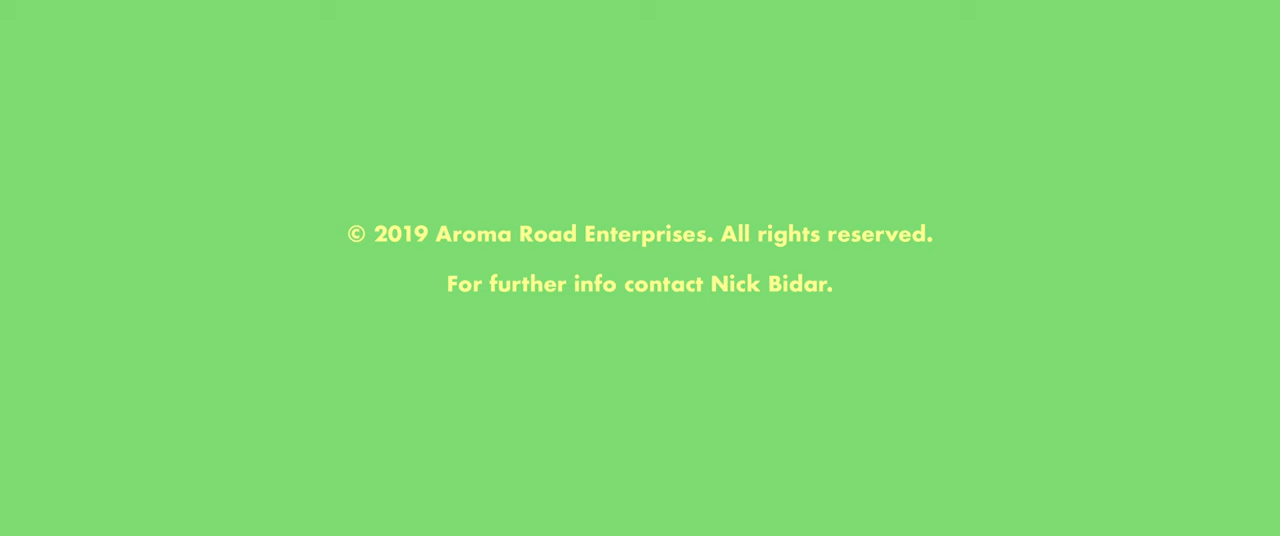 © 2019 Aroma Road Enterprises. All rights reserved.
For further info contact Nick Bidar.